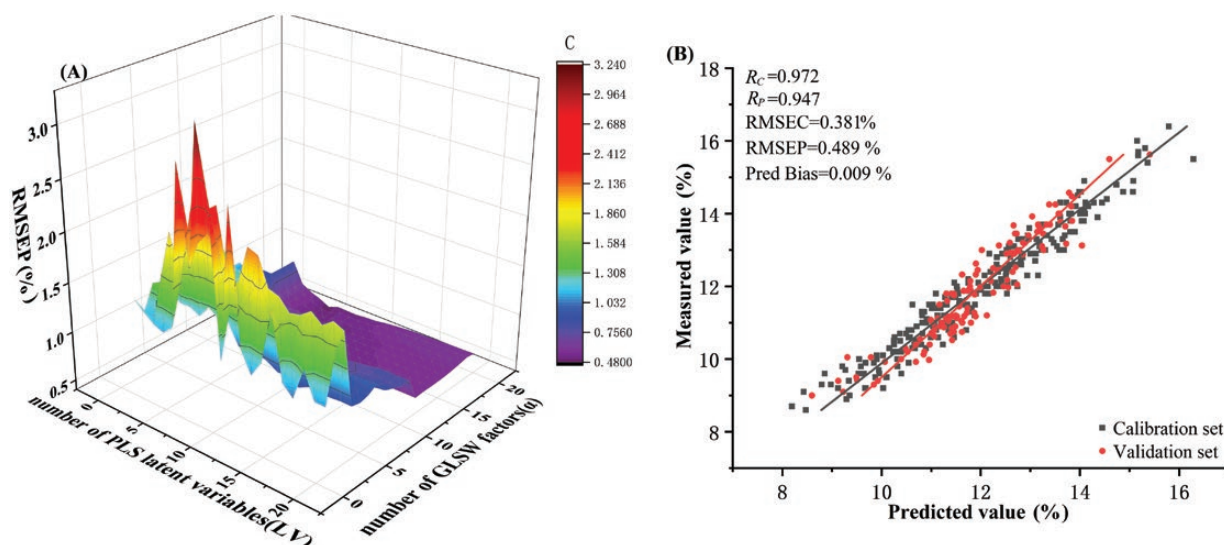 (A)
C
3.240
2.964
2.688
2.412
2.136
1.860
1.584
1.308
1.032
0.7560
0.4800
RMSEP (%)
3.0
2.5
2.0
1.5
1.0
0.5
0
5
10
15
20
number of PLS latent variables(LV)
0
5
10
15
20
number of GLSW factors(α)
(B)
18
16
14
12
10
8
Measured value (%)
RC=0.972
RP=0.947
RMSEC=0.381%
RMSEP=0.489 %
Pred Bias=0.009 %
Calibration set
Validation set
8
10
12
14
16
Predicted value (%)